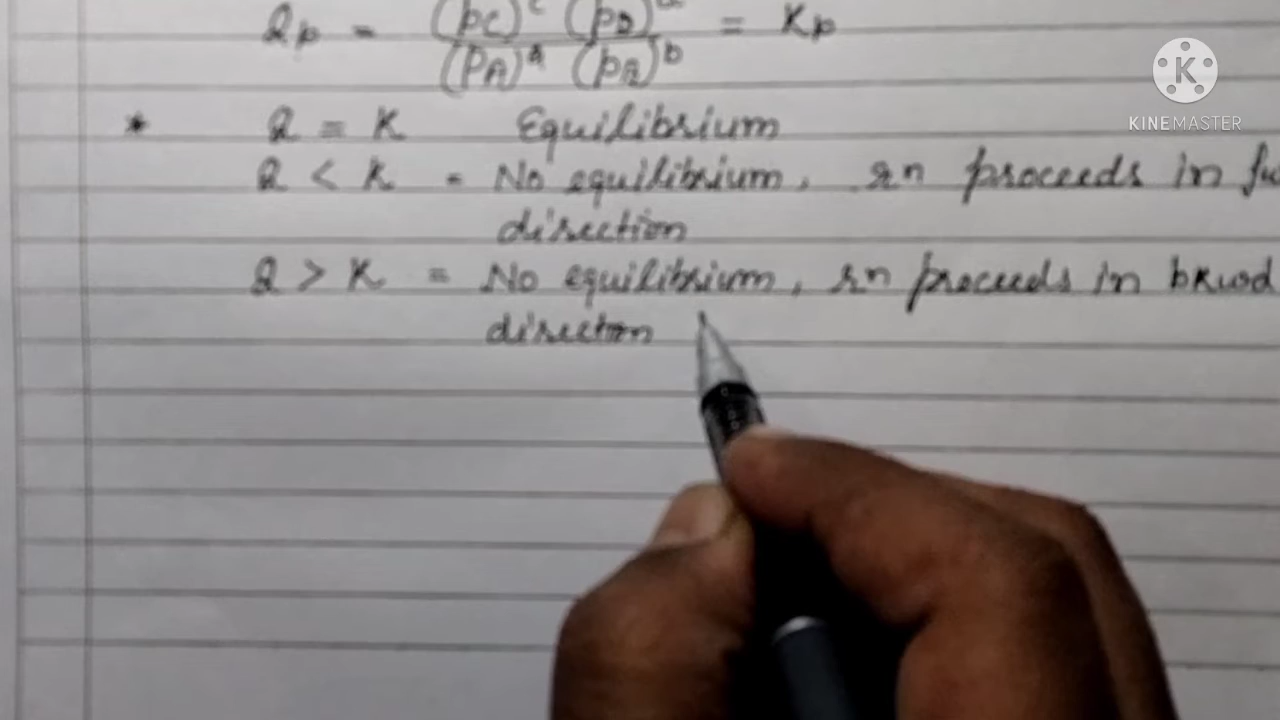 Qp = (pC)^c (pD)^d = Kp
(pA)^a (pB)^b
* Q = K Equilibrium
Q < K = No equilibrium, rn proceeds in
direction
Q > K = No equilibrium, rn proceeds in bkwd
direction
K
KINEMASTER